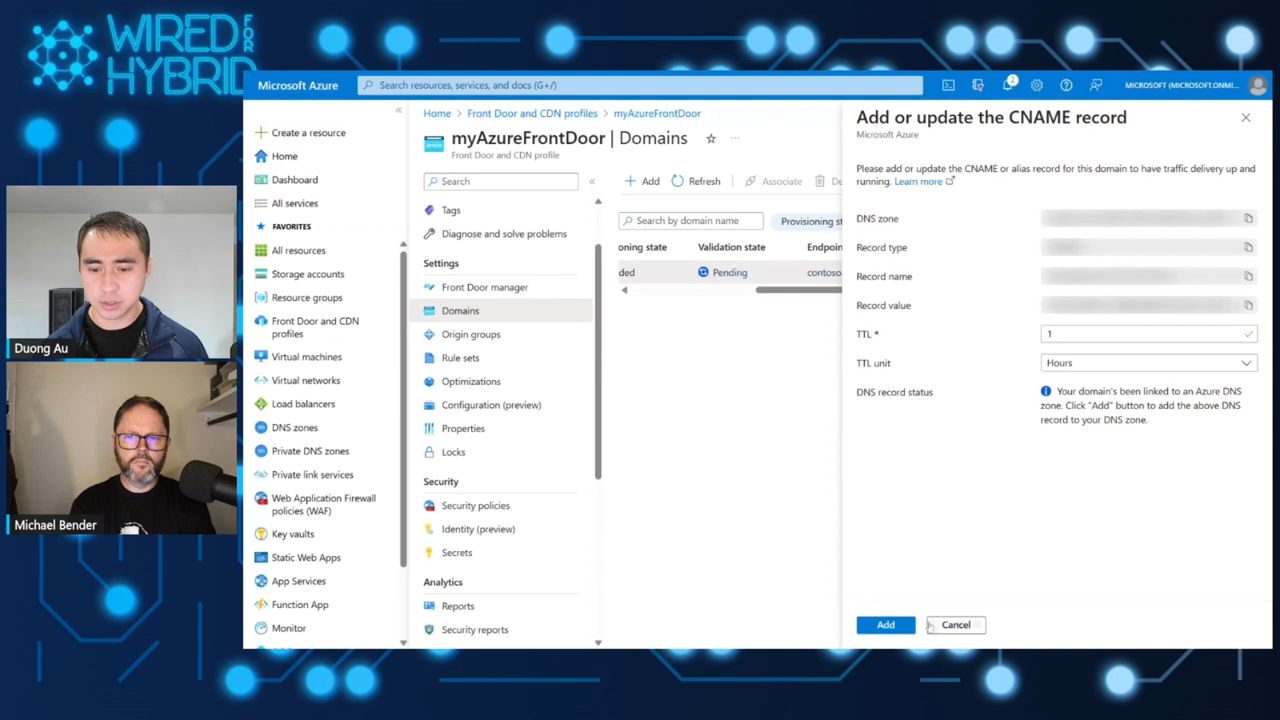 WIRED FOR
HYBRID
Duong Au
Michael Bender
Microsoft Azure
Search resources, services, and docs (G+/)
2
MICROSOFT (MICROSOFT.ONMI...
Create a resource
Home
Dashboard
All services
FAVORITES
All resources
Storage accounts
Resource groups
Front Door and CDN
profiles
Virtual machines
Virtual networks
Load balancers
DNS zones
Private DNS zones
Private link services
Web Application Firewall
policies (WAF)
Key vaults
Static Web Apps
App Services
Function App
Monitor
Home > Front Door and CDN profiles > myAzureFrontDoor
myAzureFrontDoor | Domains
Front Door and CDN profile
Search
Tags
Diagnose and solve problems
Settings
Front Door manager
Domains
Origin groups
Rule sets
Optimizations
Configuration (preview)
Properties
Locks
Security
Security policies
Identity (preview)
Secrets
Analytics
Reports
Security reports
Add Refresh Associate De
Search by domain name Provisioning st
oning state Validation state Endpoin
ded Pending contoso
Add or update the CNAME record
Microsoft Azure
Please add or update the CNAME or alias record for this domain to have traffic delivery up and
running. Learn more
DNS zone
Record type
Record name
Record value
TTL * 1
TTL unit Hours
DNS record status Your domain's been linked to an Azure DNS
zone. Click "Add" button to add the above DNS
record to your DNS zone.
Add Cancel